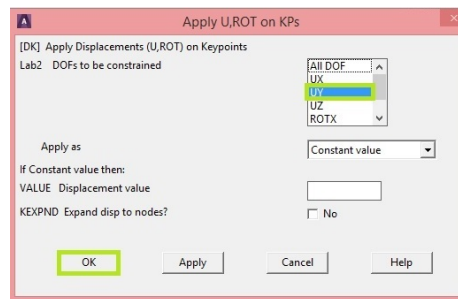 Apply U,ROT on KPs
[DK] Apply Displacements (U,ROT) on Keypoints
Lab2 DOFs to be constrained
All DOF
UX
UY
UZ
ROTX
Apply as
Constant value
If Constant value then:
VALUE Displacement value
KEXPND Expand disp to nodes?
No
OK
Apply
Cancel
Help